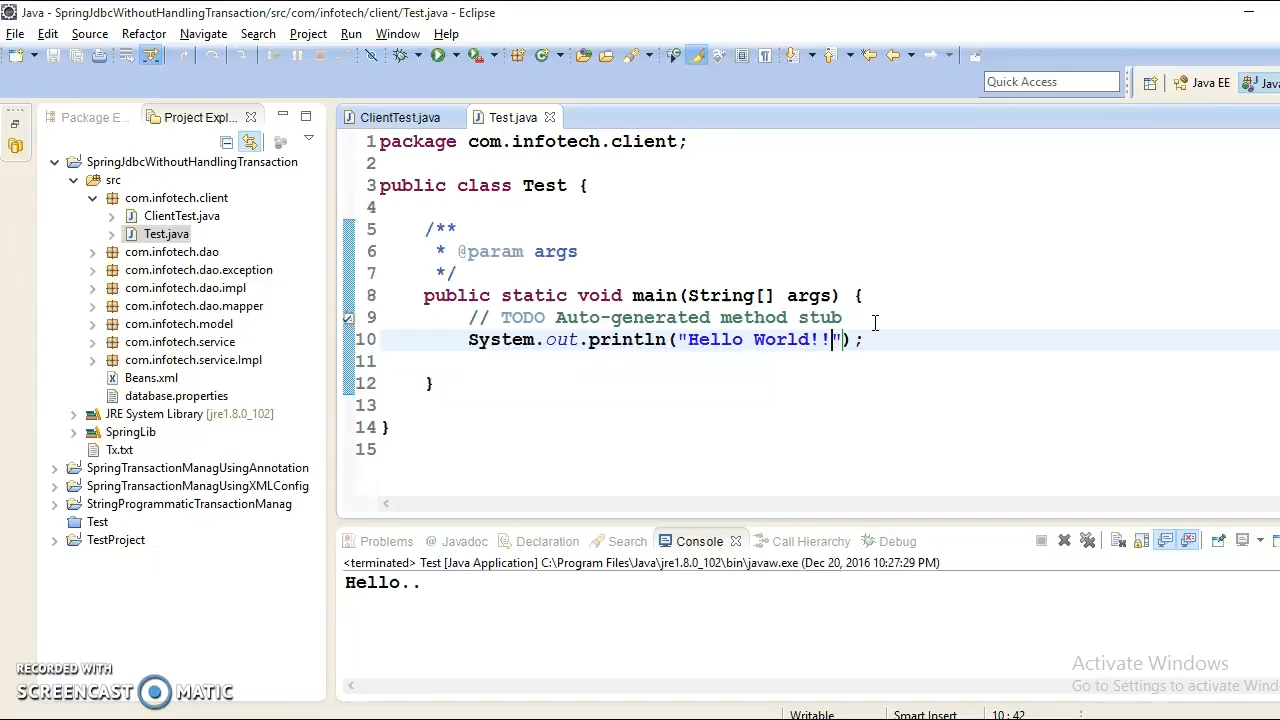 Java - SpringJdbcWithoutHandlingTransaction/src/com/infotech/client/Test.java - Eclipse
File Edit Source Refactor Navigate Search Project Run Window Help
Quick Access
Java EE
Java
Package E...
Project Expl...
SpringJdbcWithoutHandlingTransaction
src
com.infotech.client
ClientTest.java
Test.java
com.infotech.dao
com.infotech.dao.exception
com.infotech.dao.impl
com.infotech.dao.mapper
com.infotech.model
com.infotech.service
com.infotech.service.Impl
Beans.xml
database.properties
JRE System Library [jre1.8.0_102]
SpringLib
Tx.txt
SpringTransactionManagUsingAnnotation
SpringTransactionManagUsingXMLConfig
StringProgrammaticTransactionManag
Test
TestProject
ClientTest.java
Test.java
1 package com.infotech.client;
2
3 public class Test {
4
5 /**
6 * @param args
7 */
8 public static void main(String[] args) {
9 // TODO Auto-generated method stub
10 System.out.println("Hello World!!");
11
12 }
13
14 }
15
Problems @ Javadoc Declaration Search Console Call Hierarchy Debug
<terminated> Test [Java Application] C:\Program Files\Java\jre1.8.0_102\bin\javaw.exe (Dec 20, 2016 10:27:29 PM)
Hello..
Activate Windows
Go to Settings to activate Win
RECORDED WITH
SCREENCAST MATIC
Writable Smart Insert 10:42